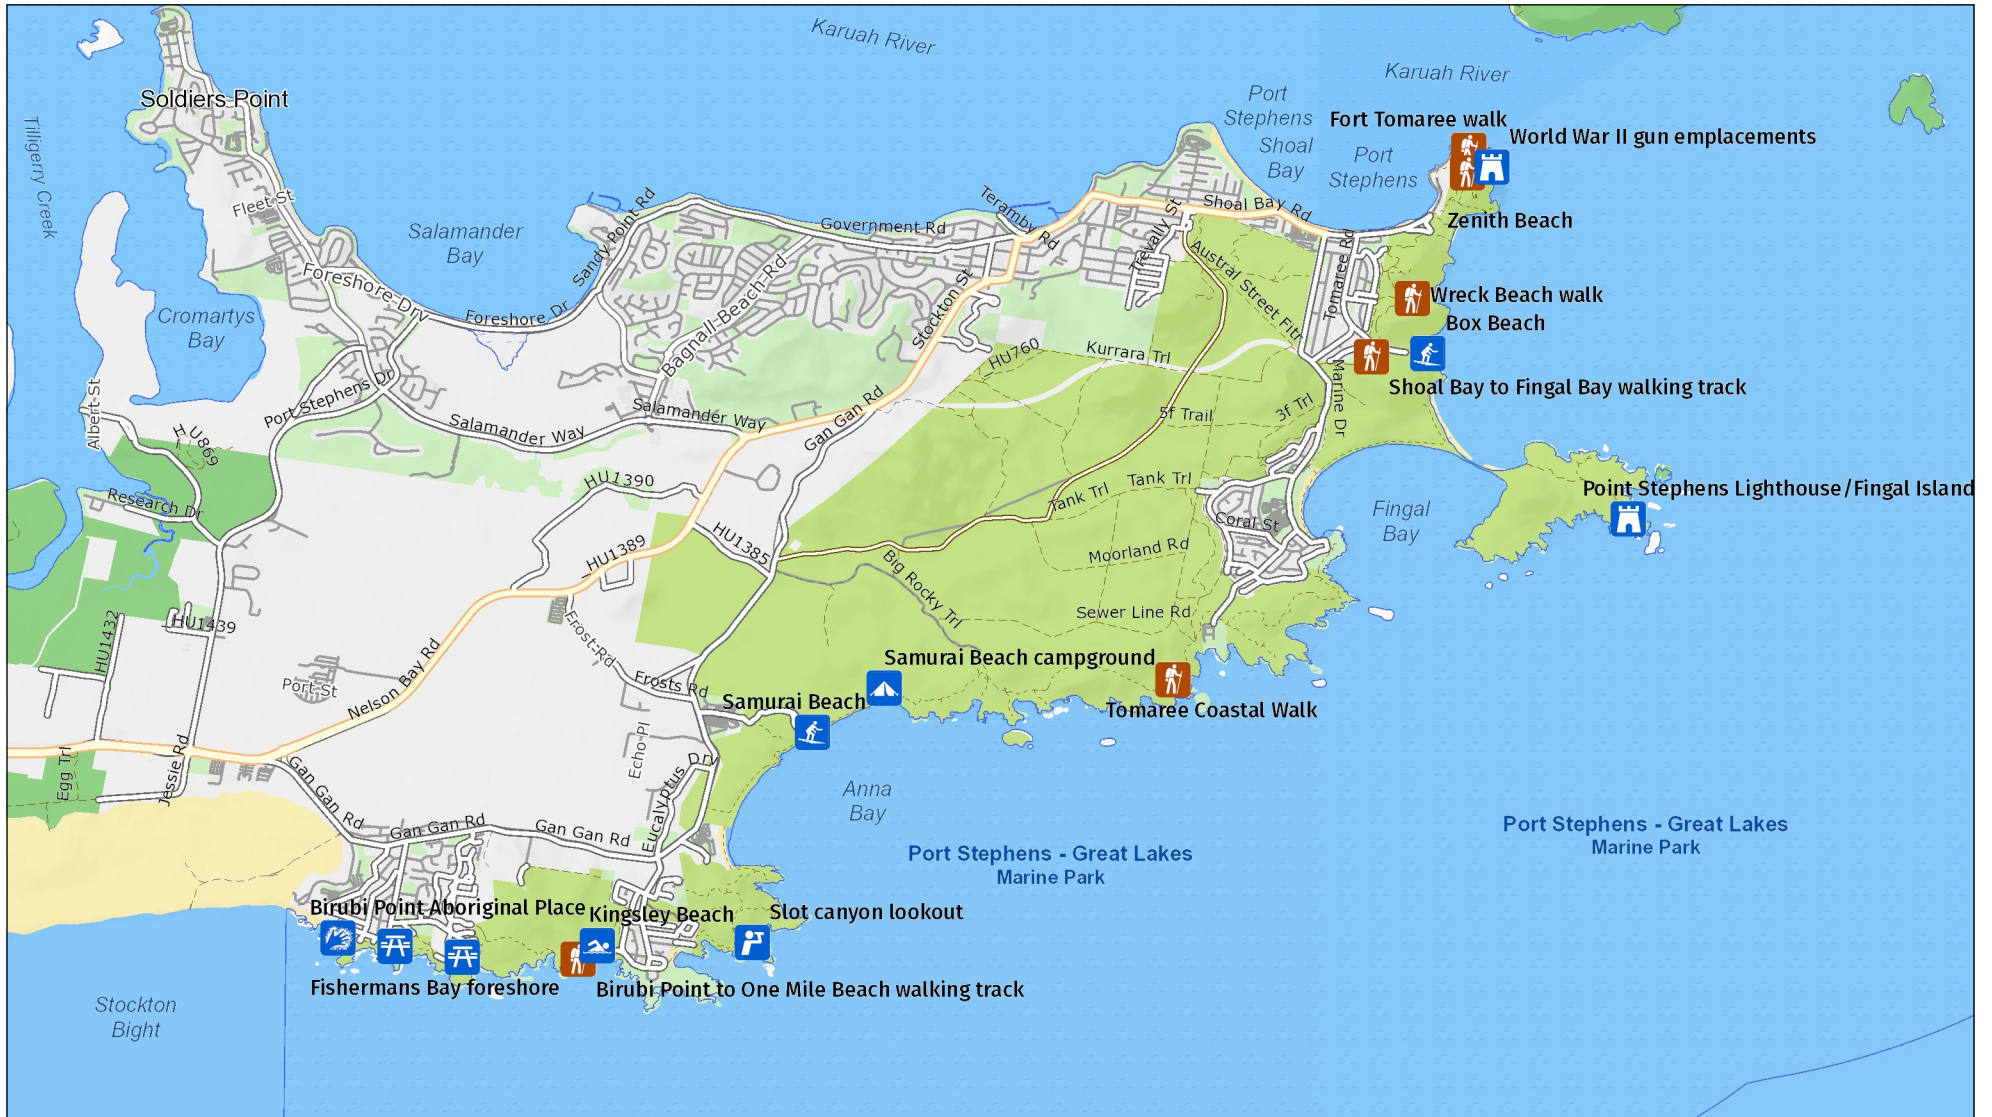 Karuah River
Karuah River
Soldiers Point
Tilligerry Creek
Port
Stephens
Shoal
Bay
Fort Tomaree walk
World War II gun emplacements
Port
Stephens
Zenith Beach
Fleet St
Salamander
Bay
Sandy Point Rd
Government Rd
Teramby Rd
Trevally St
Shoal Bay Rd
Austral Street Fitr
Tomaree Rd
Foreshore Drv
Foreshore Dr
Bagnall-Beach-Rd
Stockton St
Wreck Beach walk
Box Beach
Cromartys
Bay
_HU760
Kurrara Trl
Marine Dr
Shoal Bay to Fingal Bay walking track
Albert St
Port Stephens Dr
Salamander Way
Salamander Way
Gan Gan Rd
5f Trail
3f Trl
_HU869
HU1390
Tank Trl
Tank Trl
Research Dr
Point Stephens Lighthouse/Fingal Island
Coral St
Fingal
Bay
HU1385
_HU1389
Moorland Rd
Big Rocky Trl
Sewer Line Rd
HU1432
_HU1439
Frost-Rd
Samurai Beach campground
Port St
Nelson Bay Rd
Frosts Rd
Samurai Beach
Tomaree Coastal Walk
Echo-Pl
Egg Trl
Jessie Rd
Gan Gan Rd
Eucalyptus Drv
Anna
Bay
Gan Gan Rd
Gan Gan Rd
Port Stephens - Great Lakes
Marine Park
Port Stephens - Great Lakes
Marine Park
Birubi Point Aboriginal Place
Kingsley Beach
Slot canyon lookout
Fishermans Bay foreshore
Birubi Point to One Mile Beach walking track
Stockton
Bight